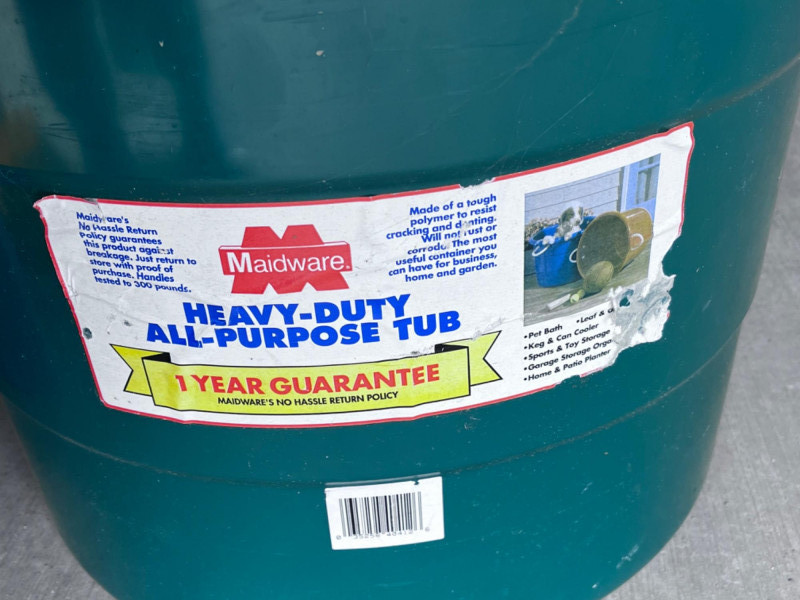 Maidware's
No Hassle Return
Policy guarantees
this product against
breakage. Just return to
store with proof of
purchase. Handles
tested to 300 pounds.
Maidware.
Made of a tough
polymer to resist
cracking and denting.
Will not rust or
corrode. The most
useful container you
can have for business,
home and garden.
HEAVY-DUTY
ALL-PURPOSE TUB
1 YEAR GUARANTEE
MAIDWARE'S NO HASSLE RETURN POLICY
•Pet Bath •Leaf &
•Keg & Can Cooler
•Sports & Toy Storage
•Garage Storage
•Home & Patio Planter